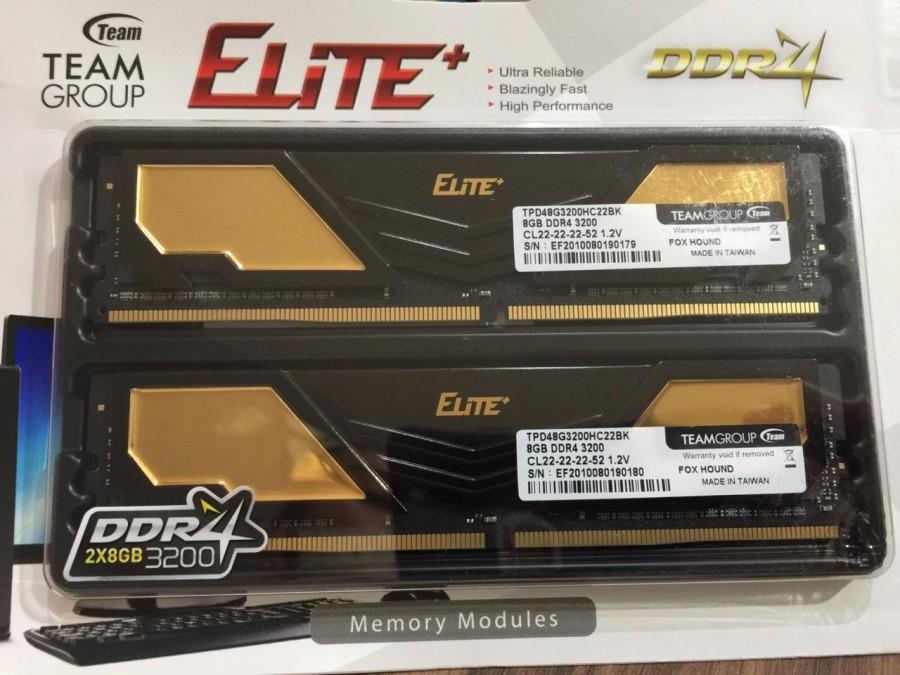 Team
TEAM
GROUP
ELiTE+
Ultra Reliable
Blazingly Fast
High Performance
DDR4
ELiTE+
TPD48G3200HC22BK
8GB DDR4 3200
CL22-22-22-52 1.2V
S/N : EF2010080190179
TEAMGROUP Team
Warranty void if removed
FOX HOUND
MADE IN TAIWAN
ELiTE+
TPD48G3200HC22BK
8GB DDR4 3200
CL22-22-22-52 1.2V
S/N : EF2010080190180
TEAMGROUP Team
Warranty void if removed
FOX HOUND
MADE IN TAIWAN
DDR4
2X8GB 3200
Memory Modules